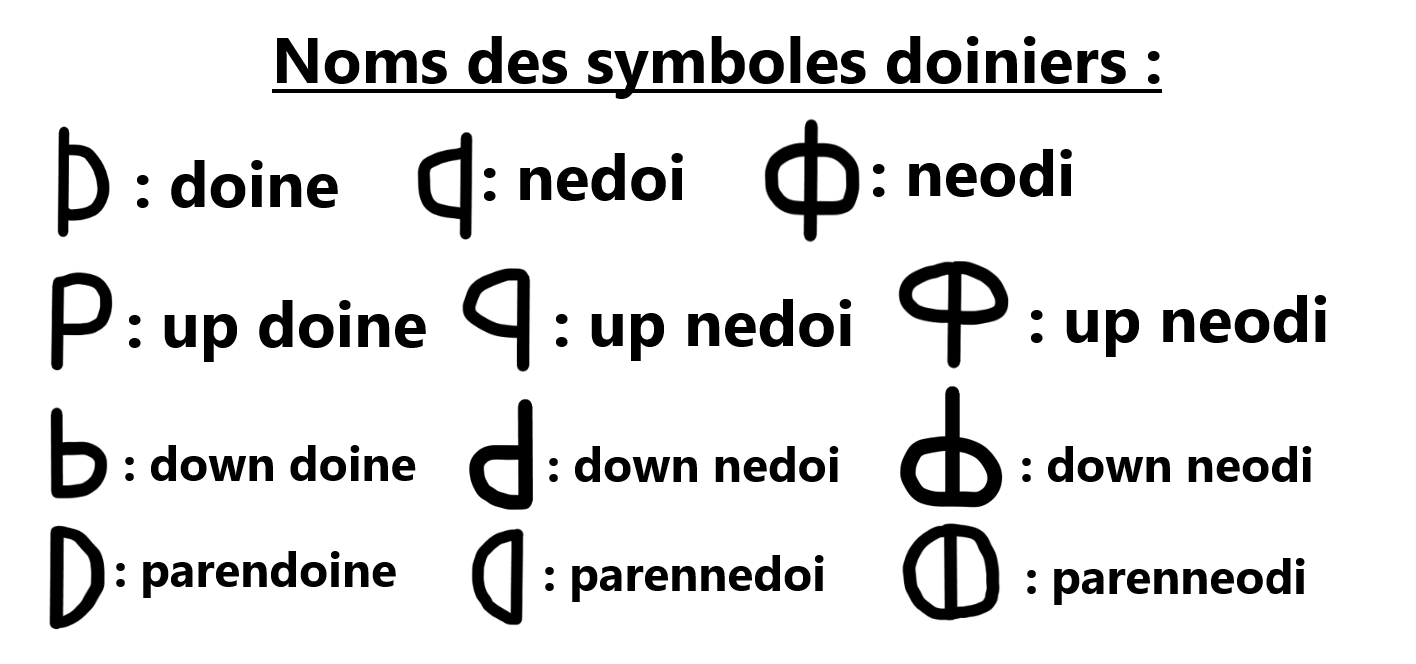 Noms des symboles doiniers :
: doine : nedoi : neodi
: up doine : up nedoi : up neodi
: down doine : down nedoi : down neodi
: parendoine : parennedoi : parenneodi